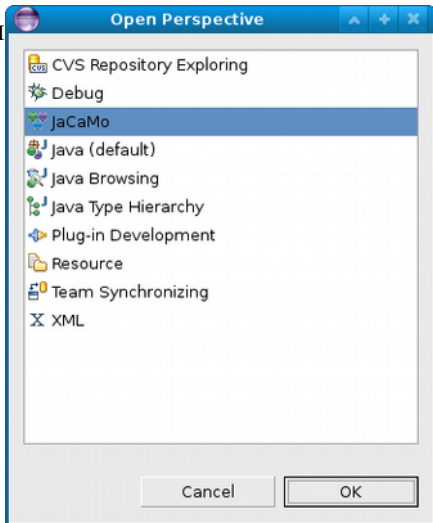 Open Perspective
CVS Repository Exploring
Debug
JaCaMo
Java (default)
Java Browsing
Java Type Hierarchy
Plug-in Development
Resource
Team Synchronizing
XML
Cancel
OK